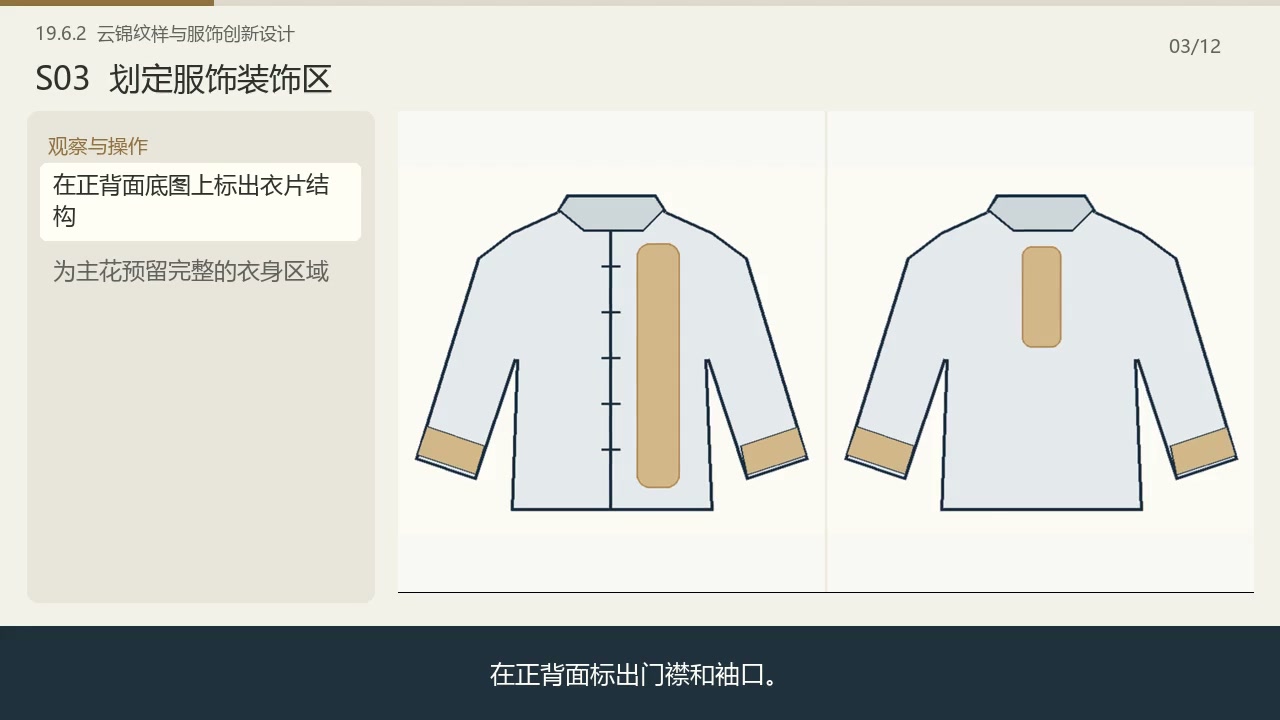 19.6.2 云锦纹样与服饰创新设计
03/12
S03 划定服饰装饰区
观察与操作
在正背面底图上标出衣片结
构
为主花预留完整的衣身区域
在正背面标出门襟和袖口。